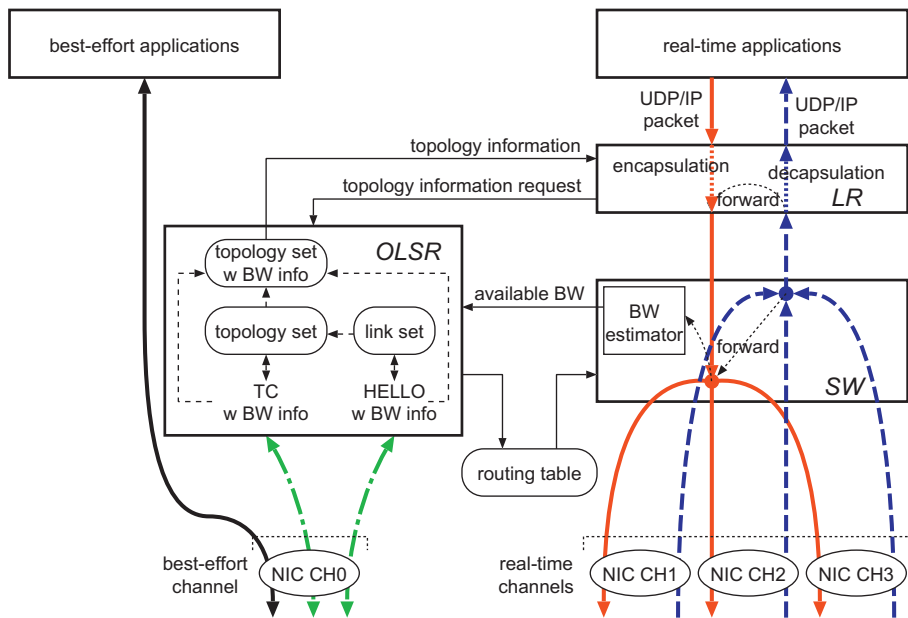 best-effort applications
real-time applications
UDP/IP
packet
UDP/IP
packet
topology information
encapsulation
decapsulation
topology information request
forward
LR
topology set
w BW info
OLSR
available BW
BW
estimator
topology set
link set
forward
TC
w BW info
HELLO
w BW info
SW
routing table
best-effort
channel
NIC CH0
real-time
channels
NIC CH1
NIC CH2
NIC CH3